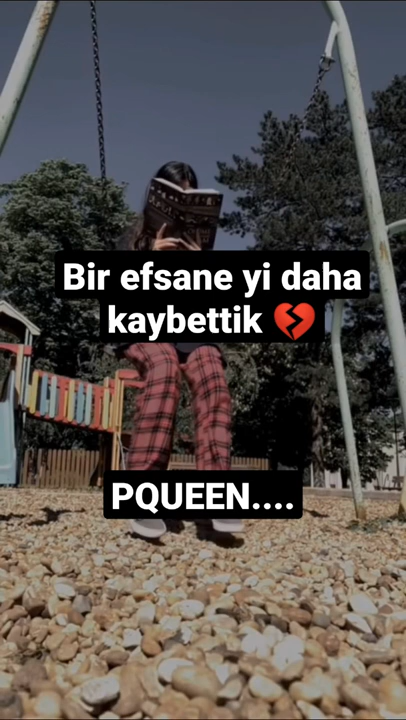 Bir efsane yi daha
kaybettik 💔
PQUEEN....